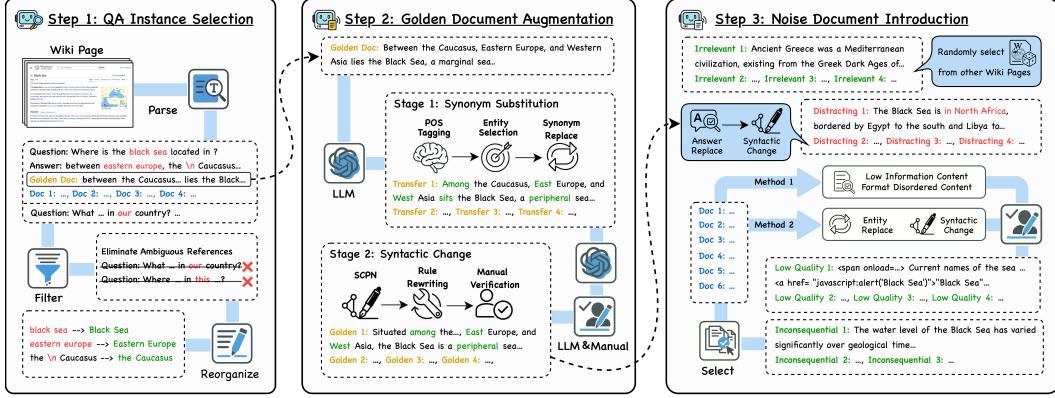 Step 1: QA Instance Selection
Wiki Page
Parse
Question: Where is the black sea located in ?
Answer: between eastern europe, the \n Caucasus...
Golden Doc: between the Caucasus... lies the Black...
Doc 1: ..., Doc 2: ..., Doc 3: ..., Doc 4: ...
Question: What ... in our country? ...
Filter
Eliminate Ambiguous References
Question: What ... in our country?
Question: Where ... in this ...?
black sea --> Black Sea
eastern europe --> Eastern Europe
the \n Caucasus --> the Caucasus
Reorganize
Step 2: Golden Document Augmentation
Golden Doc: Between the Caucasus, Eastern Europe, and Western
Asia lies the Black Sea, a marginal sea...
LLM
Stage 1: Synonym Substitution
POS Tagging
Entity Selection
Synonym Replace
Transfer 1: Among the Caucasus, East Europe, and
West Asia sits the Black Sea, a peripheral sea...
Transfer 2: ..., Transfer 3: ..., Transfer 4: ...,
Stage 2: Syntactic Change
SCPN
Rule Rewriting
Manual Verification
Golden 1: Situated among the..., East Europe, and
West Asia, the Black Sea is a peripheral sea...
Golden 2: ..., Golden 3: ..., Golden 4: ...,
LLM&Manual
Step 3: Noise Document Introduction
Irrelevant 1: Ancient Greece was a Mediterranean
civilization, existing from the Greek Dark Ages of...
Irrelevant 2: ..., Irrelevant 3: ..., Irrelevant 4: ...
Randomly select
from other Wiki Pages
Answer Replace
Syntactic Change
Distracting 1: The Black Sea is in North Africa,
bordered by Egypt to the south and Libya to...
Distracting 2: ..., Distracting 3: ..., Distracting 4: ...
Method 1
Low Information Content
Format Disordered Content
Method 2
Entity Replace
Syntactic Change
Doc 1: ...
Doc 2: ...
Doc 3: ...
Doc 4: ...
Doc 5: ...
Doc 6: ...
Select
Low Quality 1: <span onload=...> Current names of the sea ...
<a href= "javascript:alert('Black Sea')">"Black Sea"...
Low Quality 2: ..., Low Quality 3: ..., Low Quality 4: ...
Inconsequential 1: The water level of the Black Sea has varied
significantly over geological time...
Inconsequential 2: ..., Inconsequential 3: ...